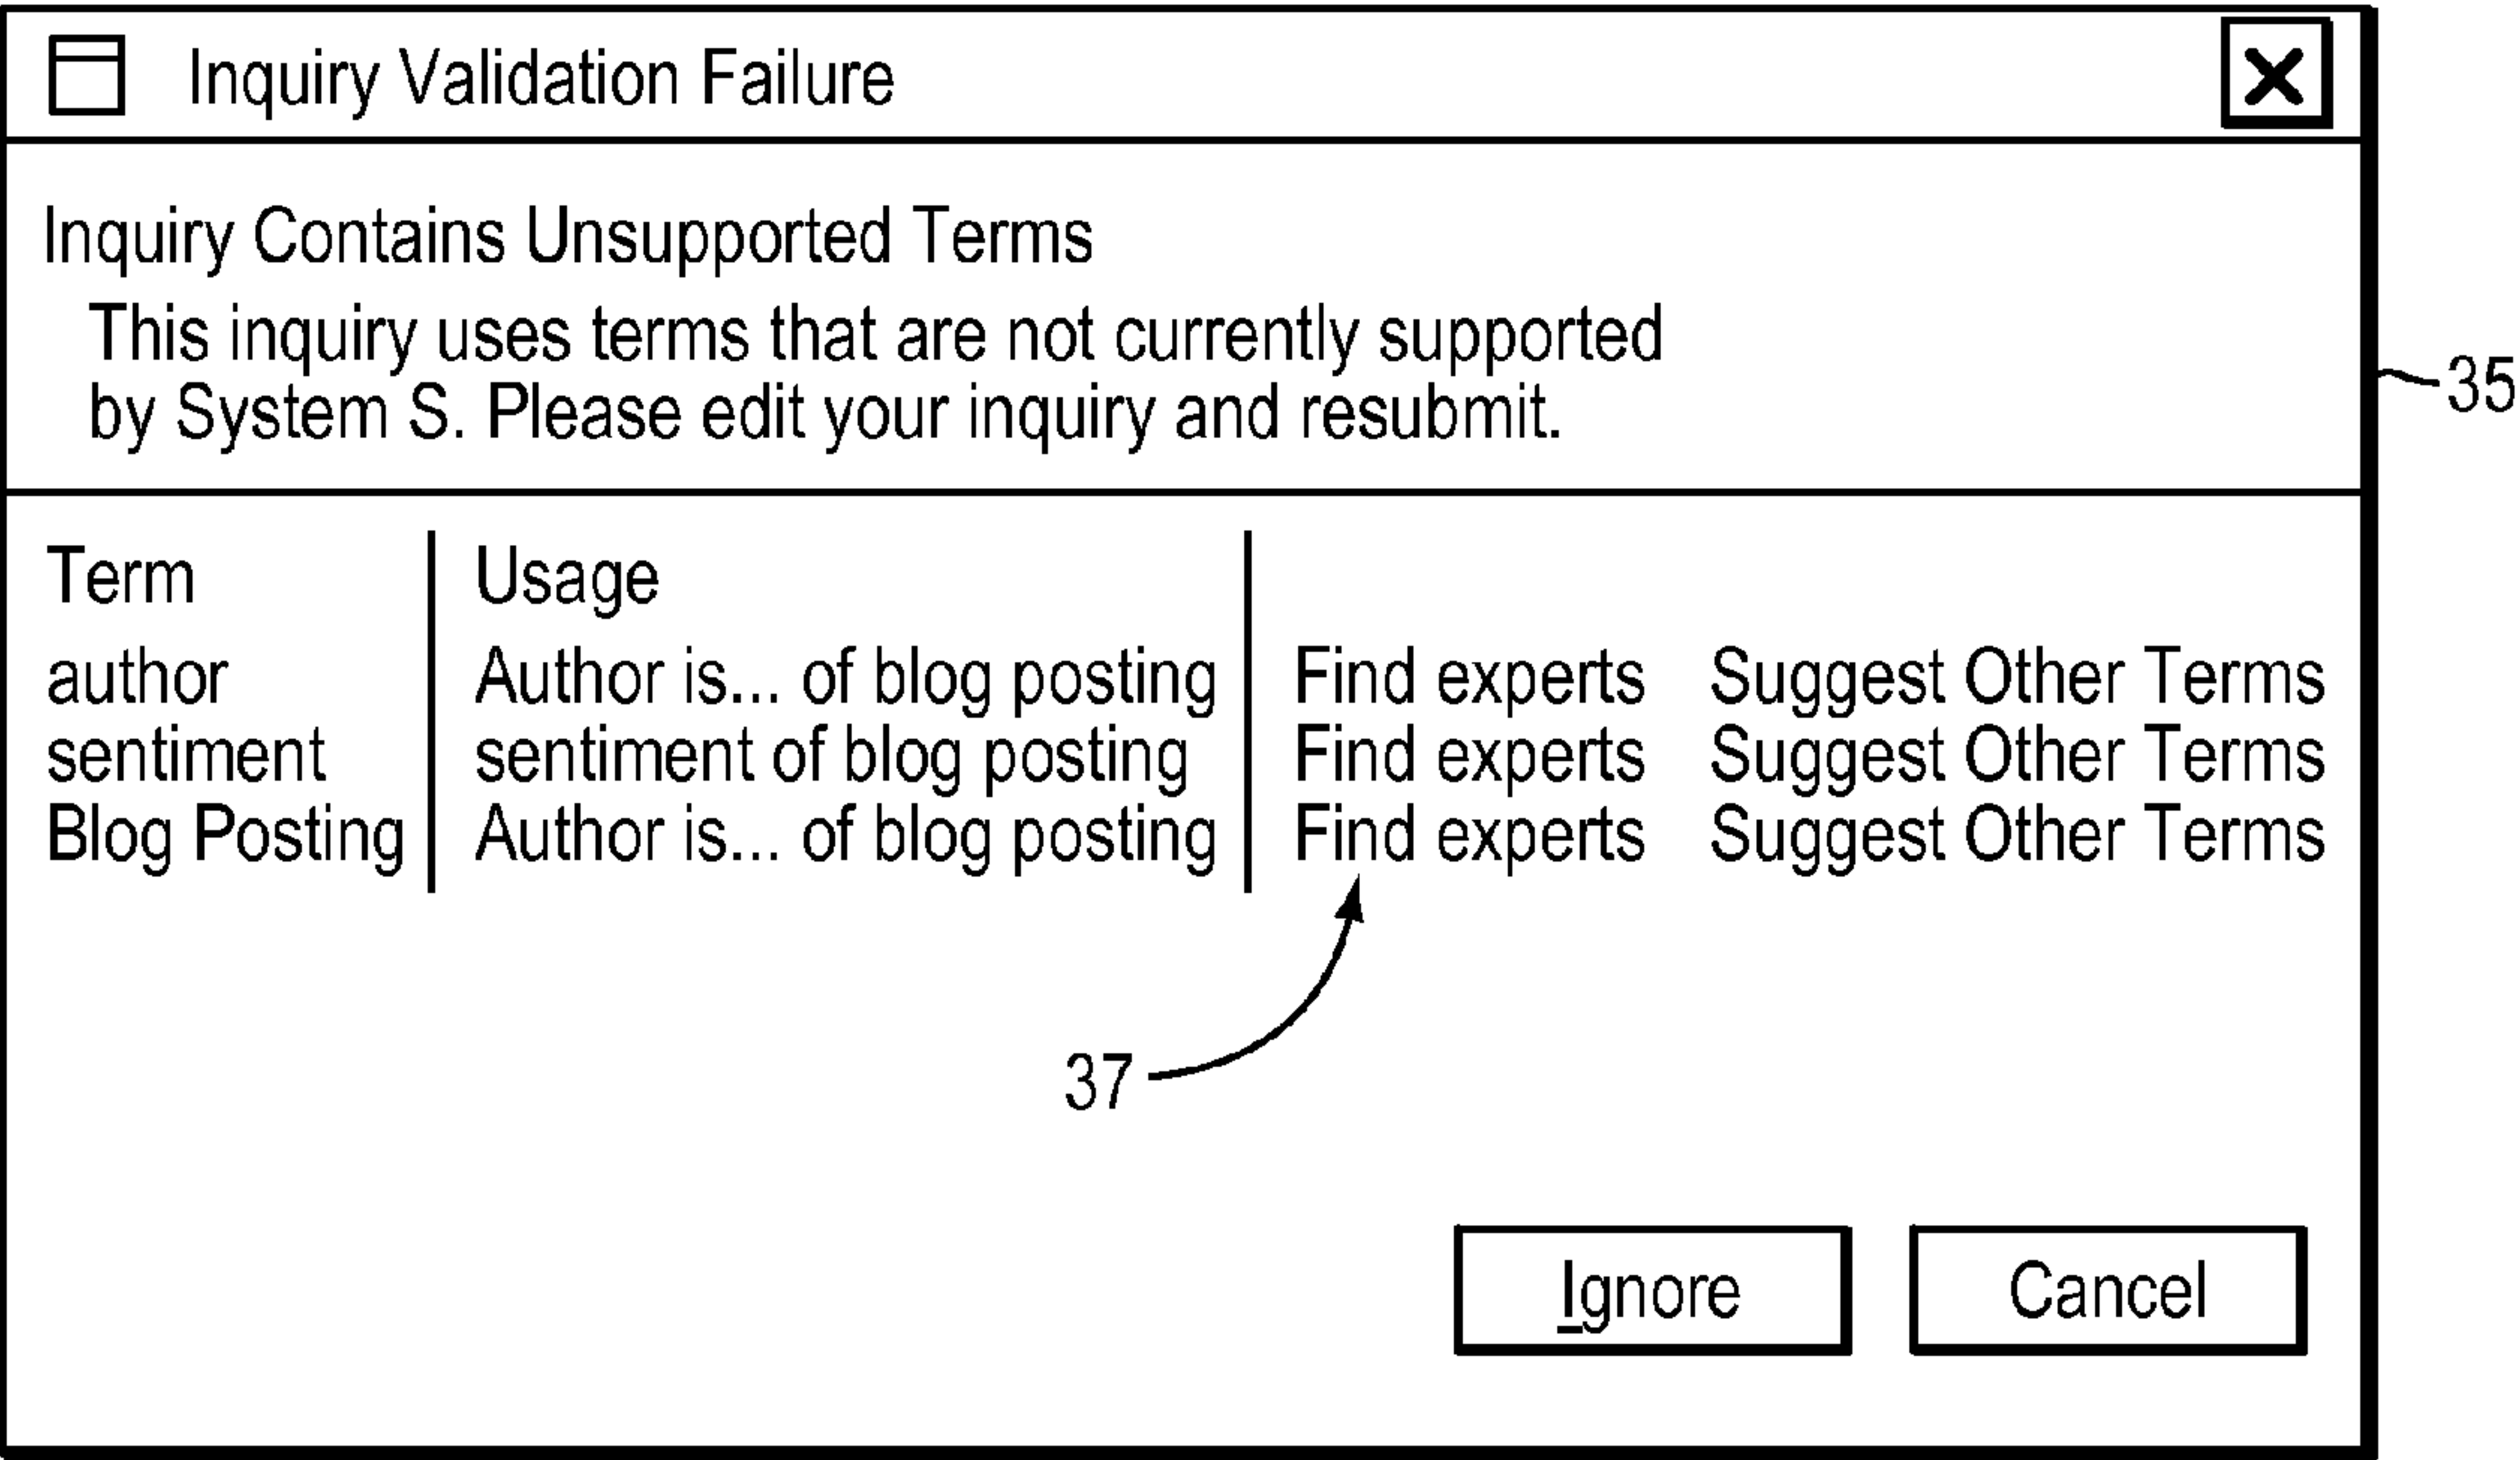 Inquiry Validation Failure
Inquiry Contains Unsupported Terms
This inquiry uses terms that are not currently supported
by System S. Please edit your inquiry and resubmit.
35
Term Usage
author Author is... of blog posting Find experts Suggest Other Terms
sentiment sentiment of blog posting Find experts Suggest Other Terms
Blog Posting Author is... of blog posting Find experts Suggest Other Terms
37
Ignore Cancel